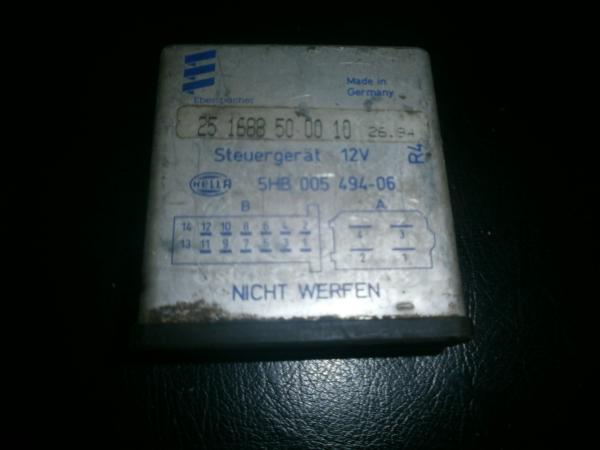 Eberspächer
Made in
Germany
25 1688 50 00 10 26.94
R4
Steuergerät 12V
HELLA 5HB 005 494-06
B A
14 12 10 8 6 4 2
13 11 9 7 5 3 1
4 3
2 1
NICHT WERFEN